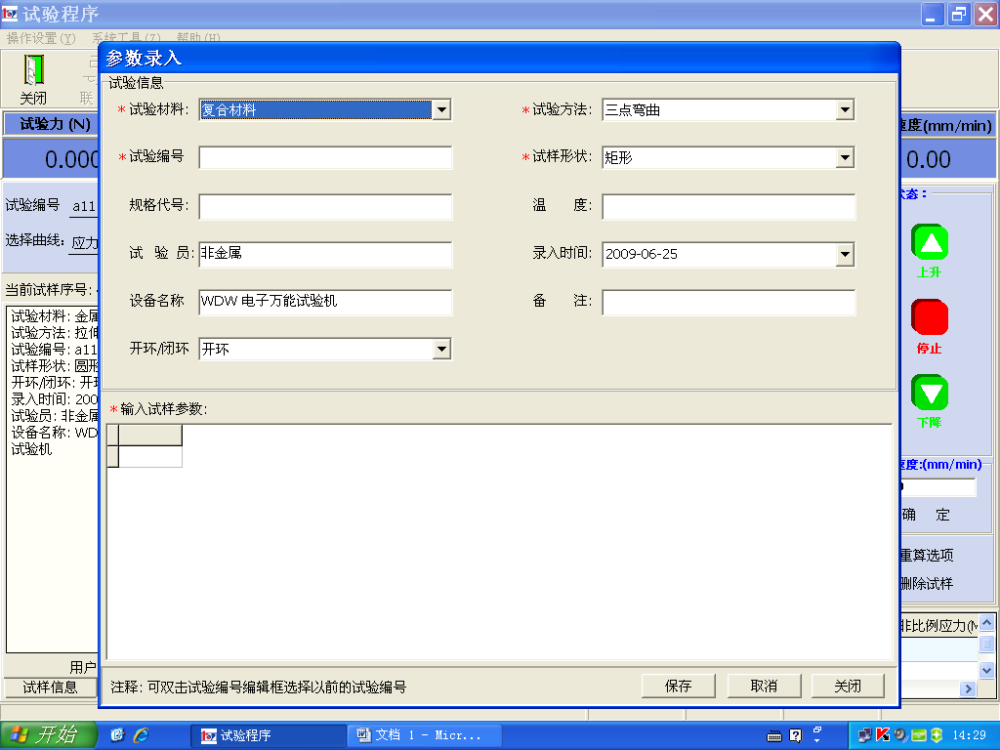 试验程序
操作设置(Y) 系统工具(Z) 帮助(H)
关闭
联
试验力 (N)
速度(mm/min)
0.000
0.00
试验编号 a11
选择曲线: 应力
当前试样序号:
试验材料: 金属
试验方法: 拉伸
试验编号: a11
试样形状: 圆形
开环/闭环: 开环
录入时间: 200
试验员: 非金属
设备名称: WD
试验机
用户
试样信息
参数录入
试验信息
*试验材料: 复合材料
*试验方法: 三点弯曲
*试验编号
*试样形状: 矩形
规格代号:
温 度:
试 验 员: 非金属
录入时间: 2009-06-25
设备名称 WDW 电子万能试验机
备 注:
开环/闭环 开环
*输入试样参数:
注释: 可双击试验编号编辑框选择以前的试验编号
保存 取消 关闭
状态:
上升
停止
下降
速度:(mm/min)
确 定
重算选项
删除试样
非比例应力(M
开始 试验程序 文档 1 - Micr... 14:29